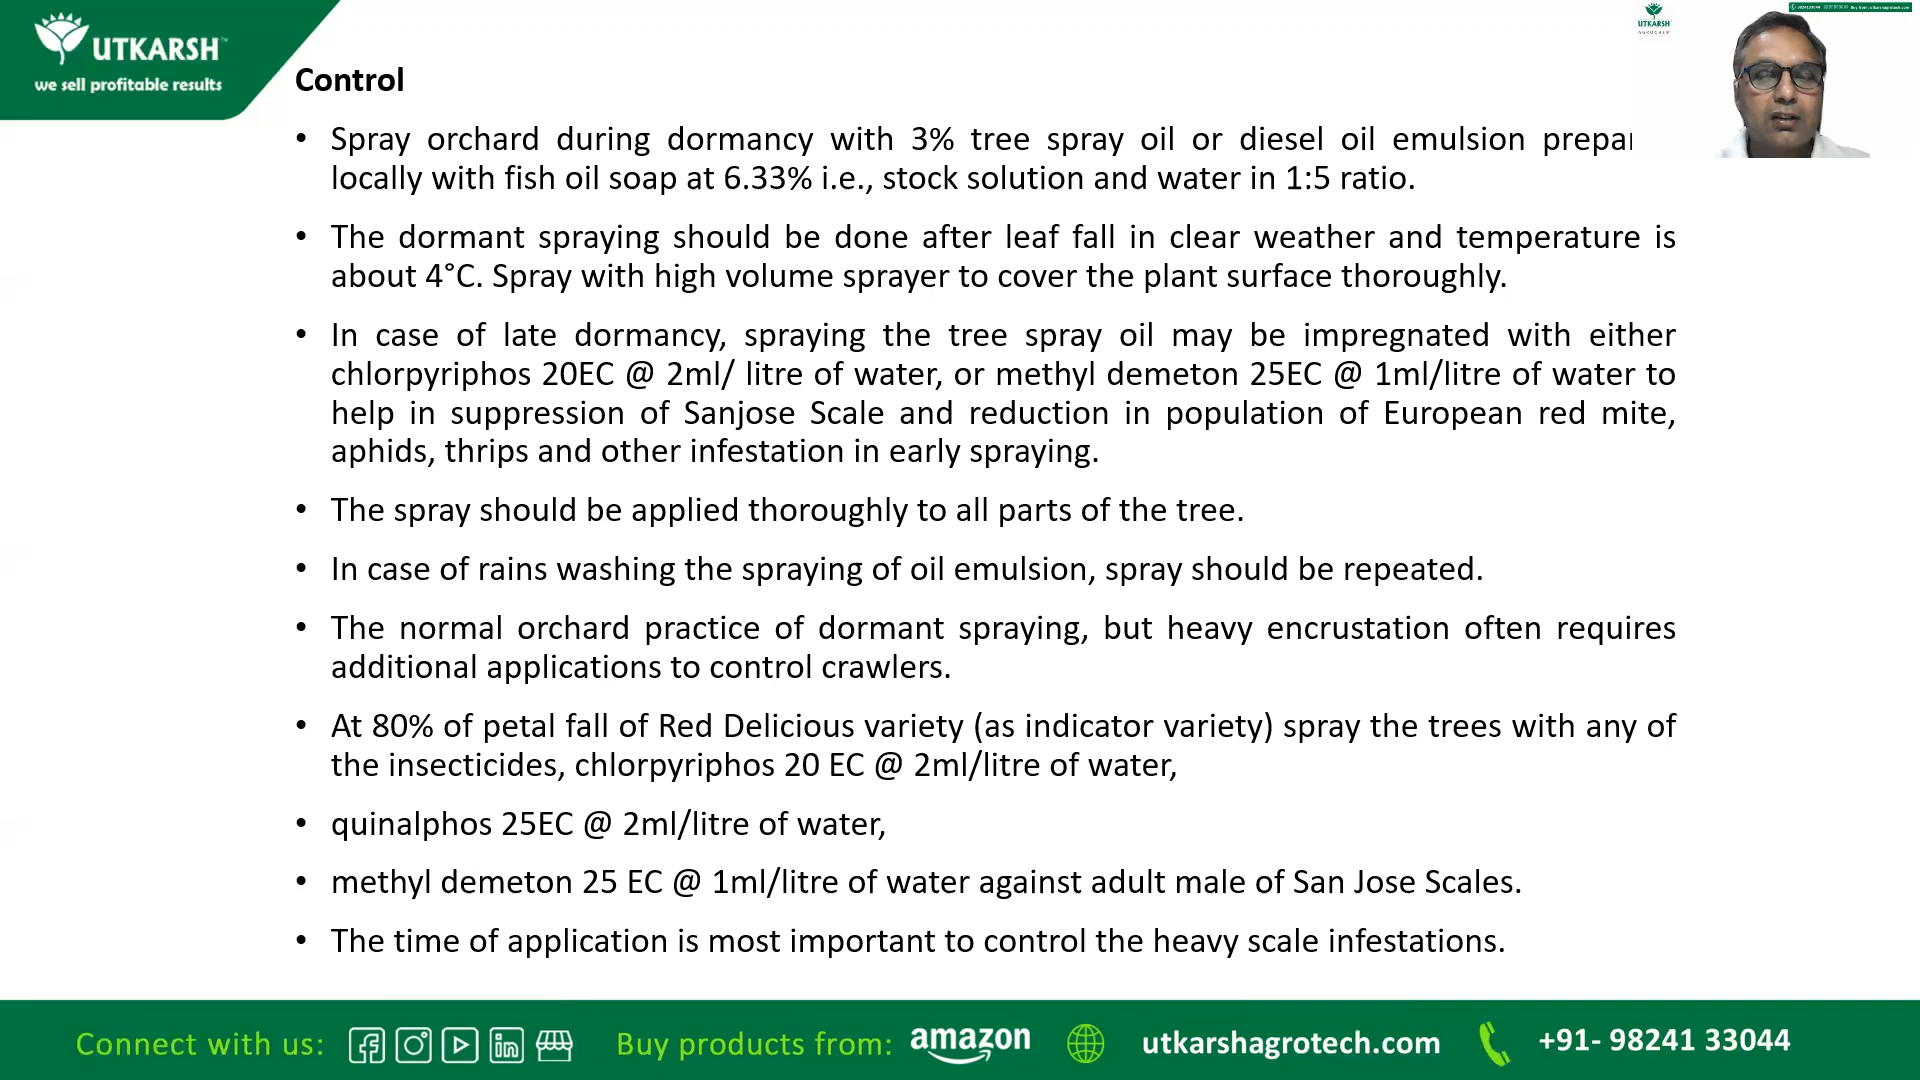 UTKARSH
we sell profitable results
UTKARSH
Control
• Spray orchard during dormancy with 3% tree spray oil or diesel oil emulsion
locally with fish oil soap at 6.33% i.e., stock solution and water in 1:5 ratio.
• The dormant spraying should be done after leaf fall in clear weather and temperature is
about 4°C. Spray with high volume sprayer to cover the plant surface thoroughly.
• In case of late dormancy, spraying the tree spray oil may be impregnated with either
chlorpyriphos 20EC @ 2ml/ litre of water, or methyl demeton 25EC @ 1ml/litre of water to
help in suppression of Sanjose Scale and reduction in population of European red mite,
aphids, thrips and other infestation in early spraying.
• The spray should be applied thoroughly to all parts of the tree.
• In case of rains washing the spraying of oil emulsion, spray should be repeated.
• The normal orchard practice of dormant spraying, but heavy encrustation often requires
additional applications to control crawlers.
• At 80% of petal fall of Red Delicious variety (as indicator variety) spray the trees with any of
the insecticides, chlorpyriphos 20 EC @ 2ml/litre of water,
• quinalphos 25EC @ 2ml/litre of water,
• methyl demeton 25 EC @ 1ml/litre of water against adult male of San Jose Scales.
• The time of application is most important to control the heavy scale infestations.
Connect with us: Buy products from: amazon utkarshagrotech.com +91- 98241 33044